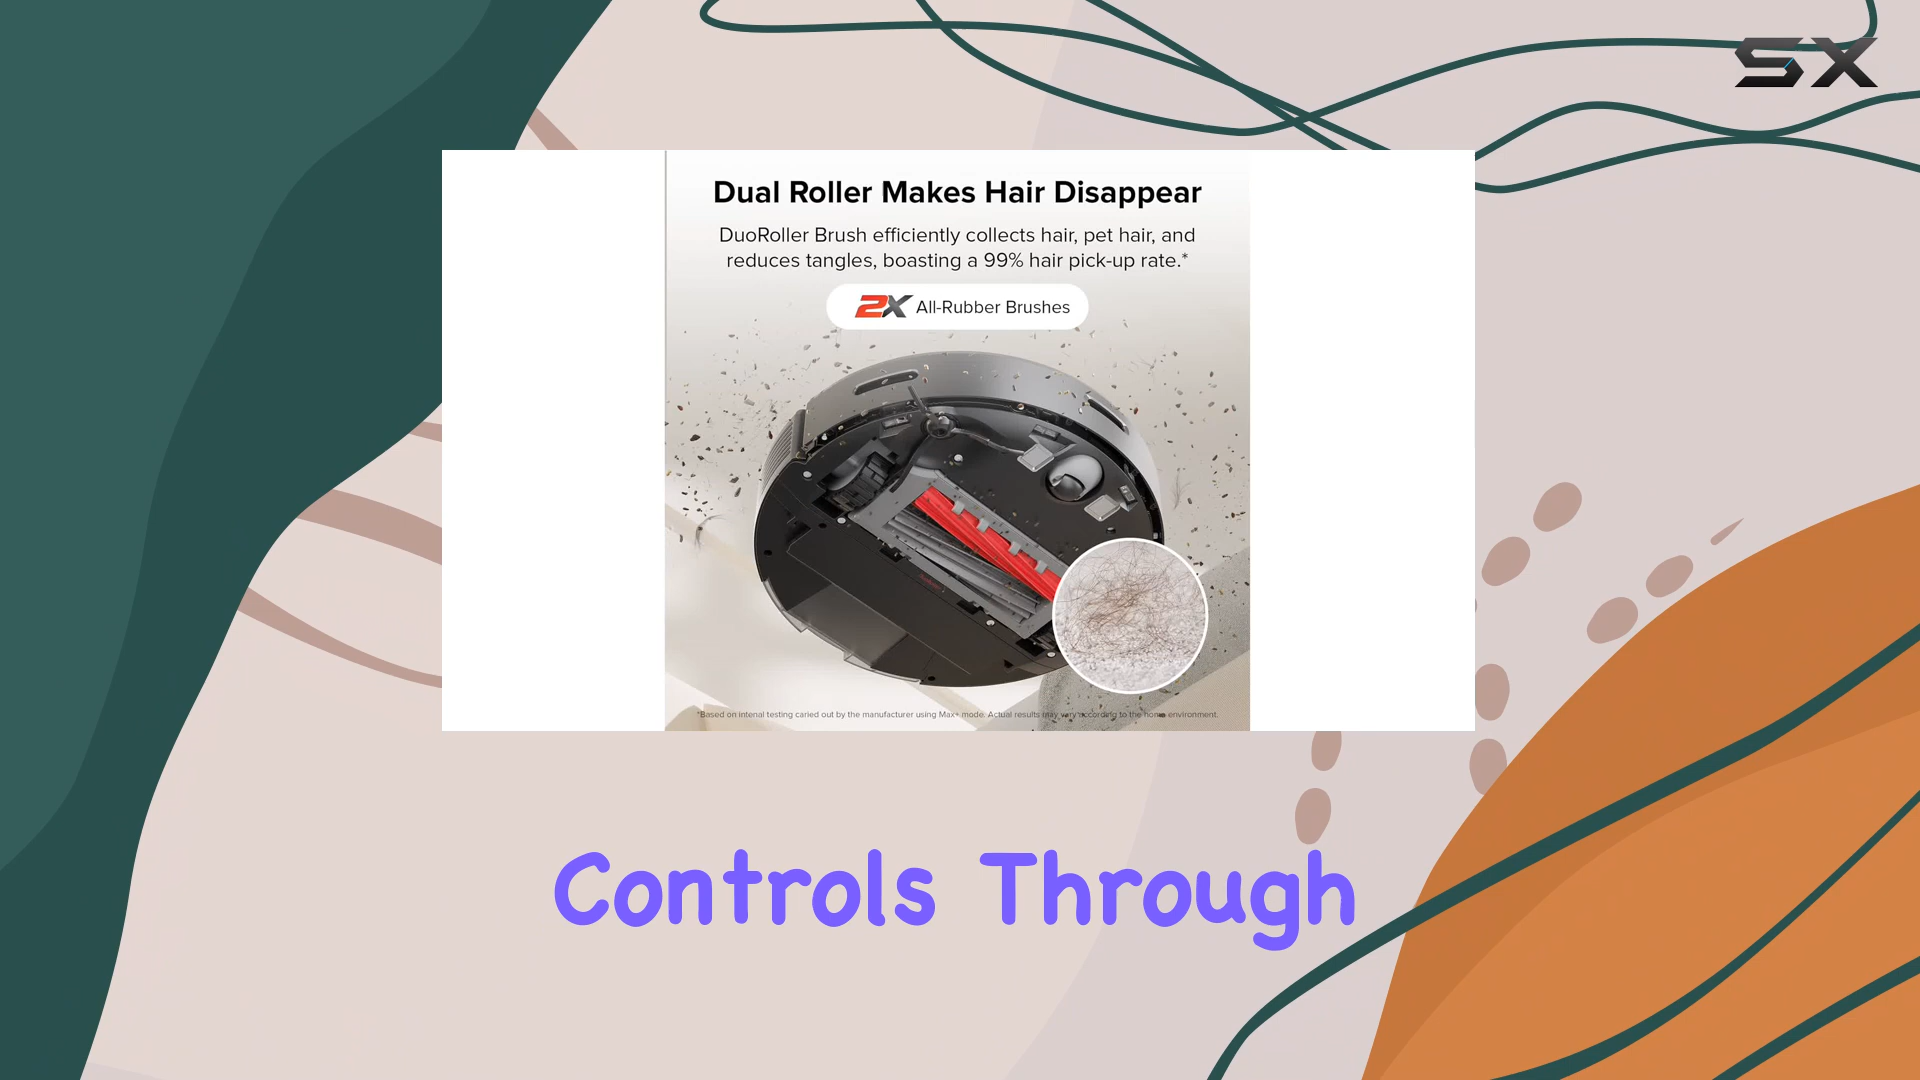 SX
Dual Roller Makes Hair Disappear
DuoRoller Brush efficiently collects hair, pet hair, and
reduces tangles, boasting a 99% hair pick-up rate.*
2X All-Rubber Brushes
*Based on intenal testing caried out by the manufacturer using Max+ mode. Actual results may vary according to the home environment.
Controls Through